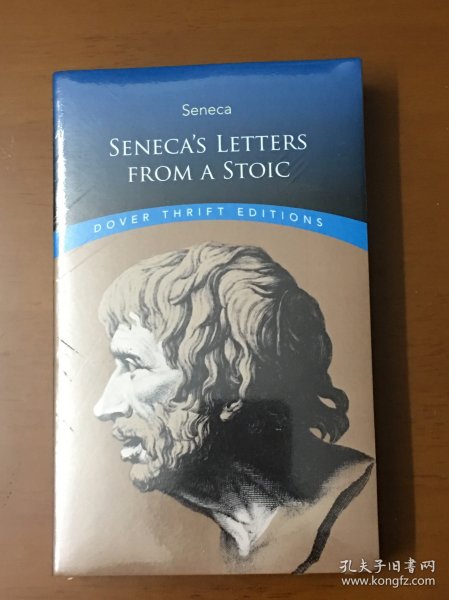 Seneca
SENECA'S LETTERS
FROM A STOIC
DOVER THRIFT EDITIONS
孔夫子旧书网
www.kongfz.com